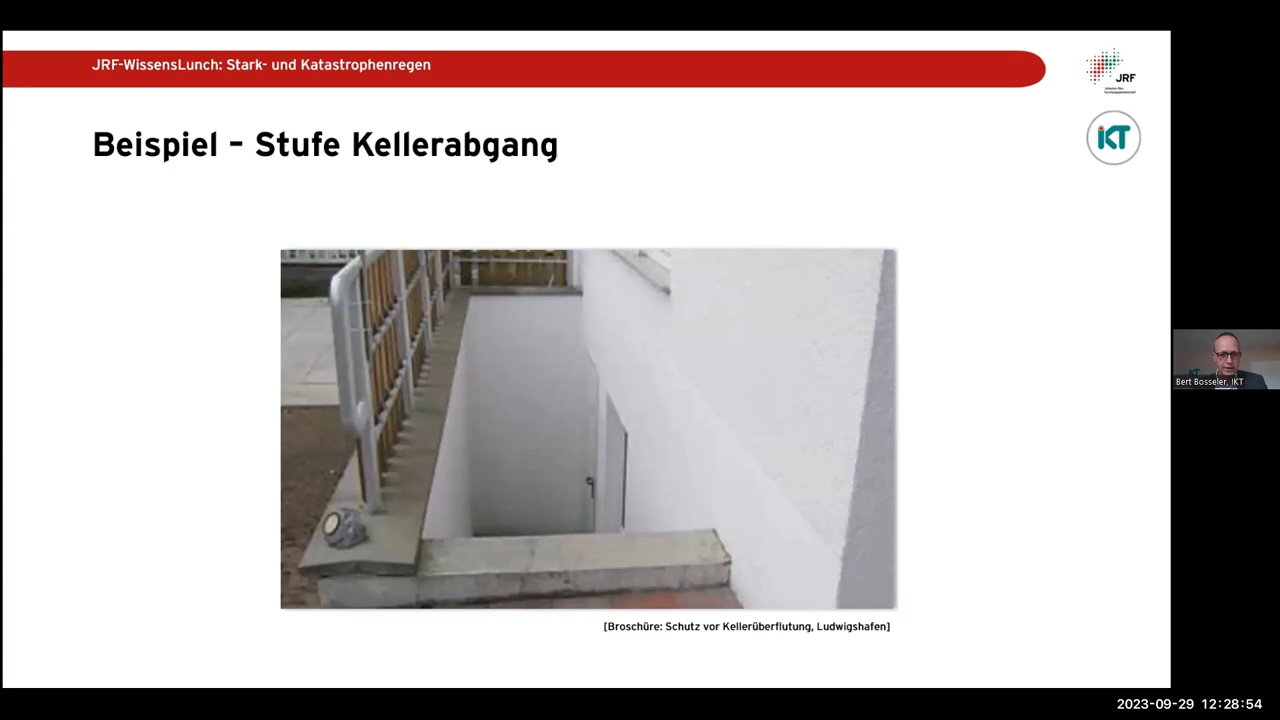 JRF-WissensLunch: Stark- und Katastrophenregen
JRF
iKT
Beispiel – Stufe Kellerabgang
Bert Bosseler, IKT
[Broschüre: Schutz vor Kellerüberflutung, Ludwigshafen]
2023-09-29 12:28:54